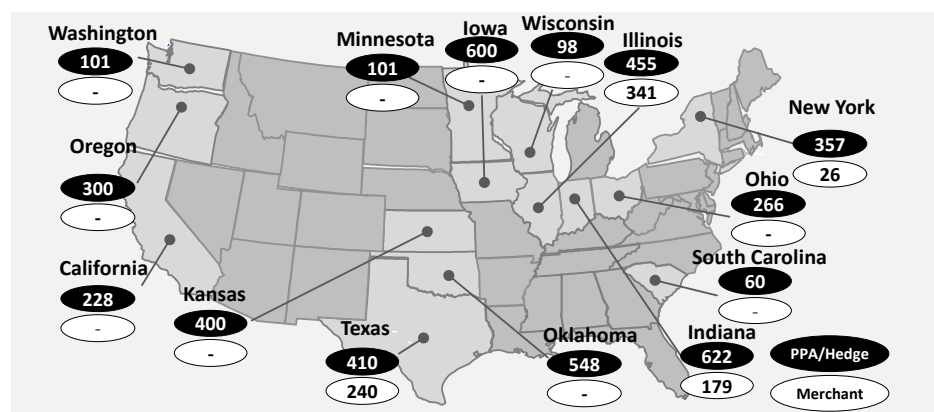 Washington
101
-
Oregon
300
-
California
228
-
Kansas
400
-
Minnesota
101
-
Iowa
600
-
Wisconsin
98
-
Illinois
455
341
New York
357
26
Ohio
266
-
South Carolina
60
-
Indiana
622
179
Oklahoma
548
-
Texas
410
240
PPA/Hedge
Merchant